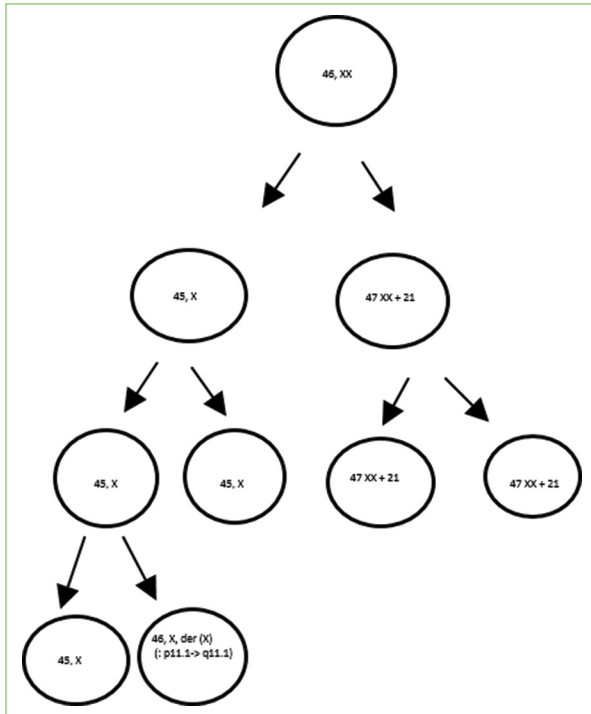 46, XX
45, X
47 XX + 21
45, X
45, X
47 XX + 21
47 XX + 21
45, X
46, X, der (X)
(: p11.1-> q11.1)